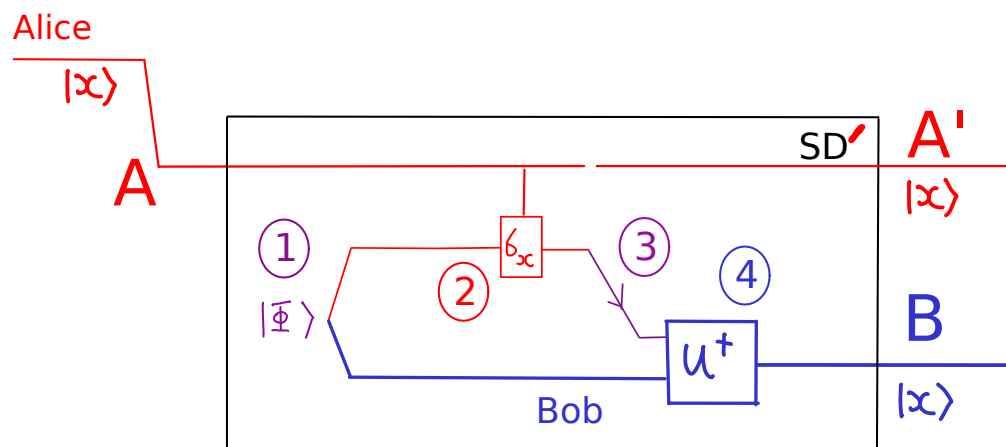 Alice
|x⟩
SD′
A'
A
|x⟩
1
σₓ
3
2
4
|Φ⟩
B
U†
|x⟩
Bob